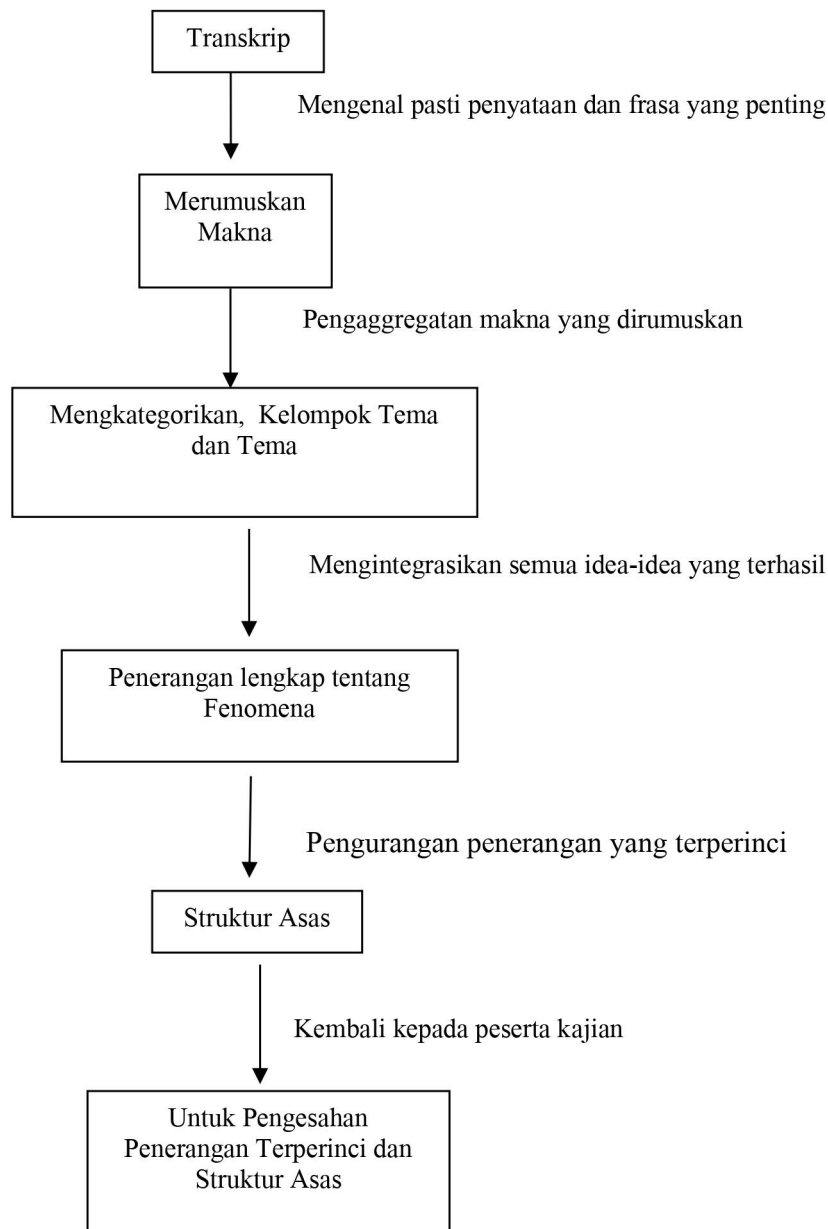 Transkrip
Mengenal pasti penyataan dan frasa yang penting
Merumuskan
Makna
Pengaggregatan makna yang dirumuskan
Mengkategorikan, Kelompok Tema
dan Tema
Mengintegrasikan semua idea-idea yang terhasil
Penerangan lengkap tentang
Fenomena
Pengurangan penerangan yang terperinci
Struktur Asas
Kembali kepada peserta kajian
Untuk Pengesahan
Penerangan Terperinci dan
Struktur Asas